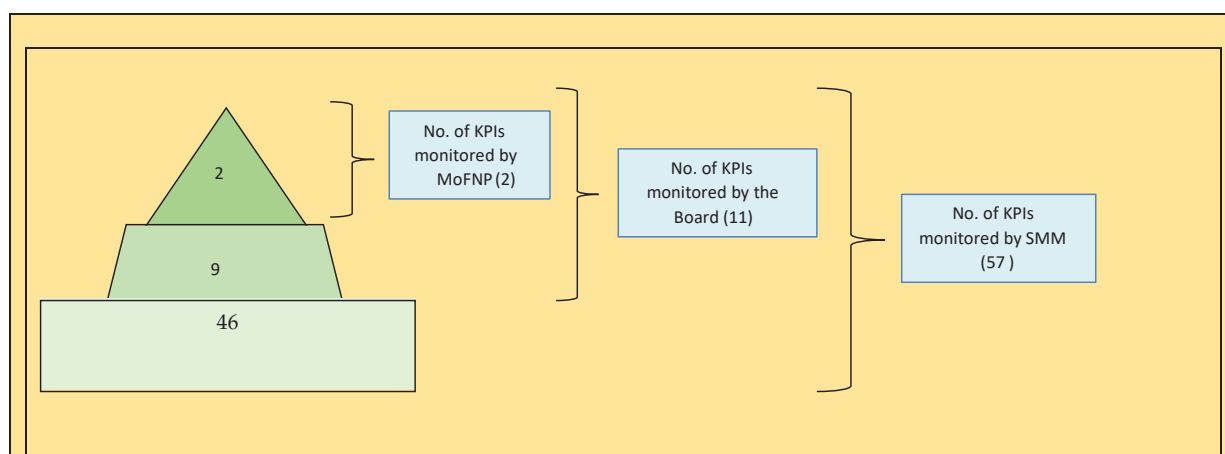 2
9
46
No. of KPIs
monitored by
MoFNP (2)
No. of KPIs
monitored by the
Board (11)
No. of KPIs
monitored by SMM
(57 )